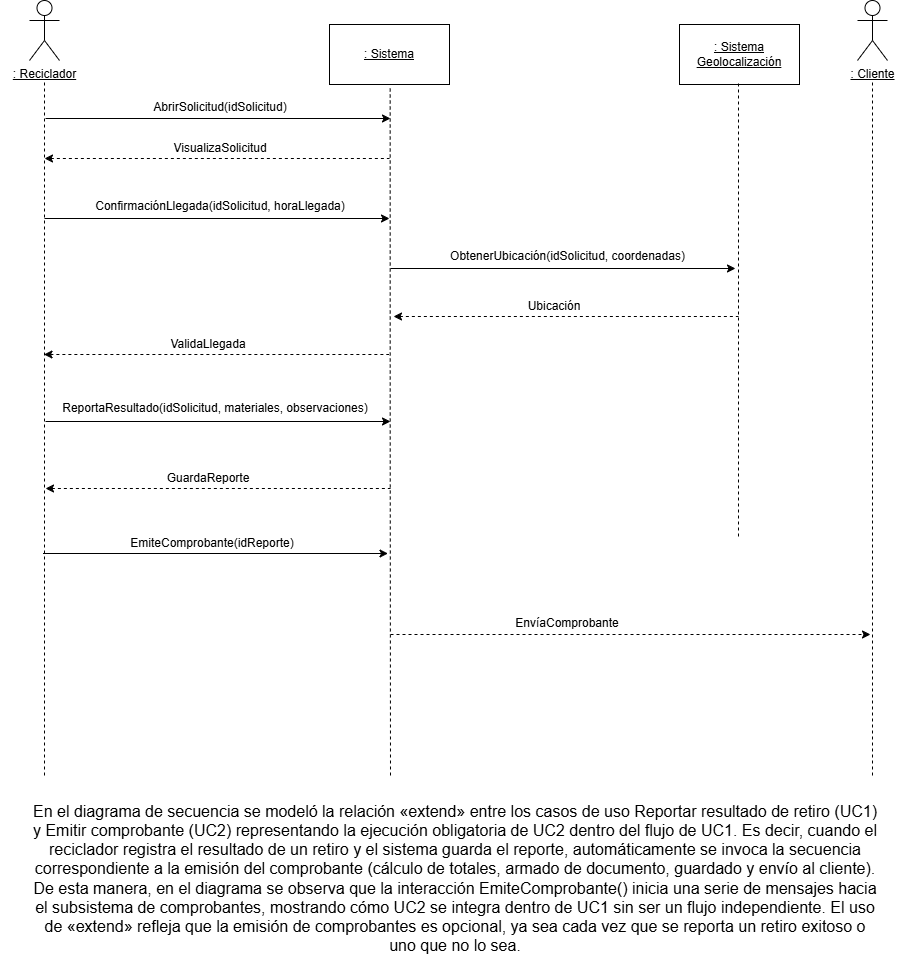 : Reciclador
: Sistema
: Sistema
Geolocalización
: Cliente
AbrirSolicitud(idSolicitud)
VisualizaSolicitud
ConfirmaciónLlegada(idSolicitud, horaLlegada)
ObtenerUbicación(idSolicitud, coordenadas)
Ubicación
ValidaLlegada
ReportaResultado(idSolicitud, materiales, observaciones)
GuardaReporte
EmiteComprobante(idReporte)
EnvíaComprobante
En el diagrama de secuencia se modeló la relación «extend» entre los casos de uso Reportar resultado de retiro (UC1)
y Emitir comprobante (UC2) representando la ejecución obligatoria de UC2 dentro del flujo de UC1. Es decir, cuando el
reciclador registra el resultado de un retiro y el sistema guarda el reporte, automáticamente se invoca la secuencia
correspondiente a la emisión del comprobante (cálculo de totales, armado de documento, guardado y envío al cliente).
De esta manera, en el diagrama se observa que la interacción EmiteComprobante() inicia una serie de mensajes hacia
el subsistema de comprobantes, mostrando cómo UC2 se integra dentro de UC1 sin ser un flujo independiente. El uso
de «extend» refleja que la emisión de comprobantes es opcional, ya sea cada vez que se reporta un retiro exitoso o
uno que no lo sea.